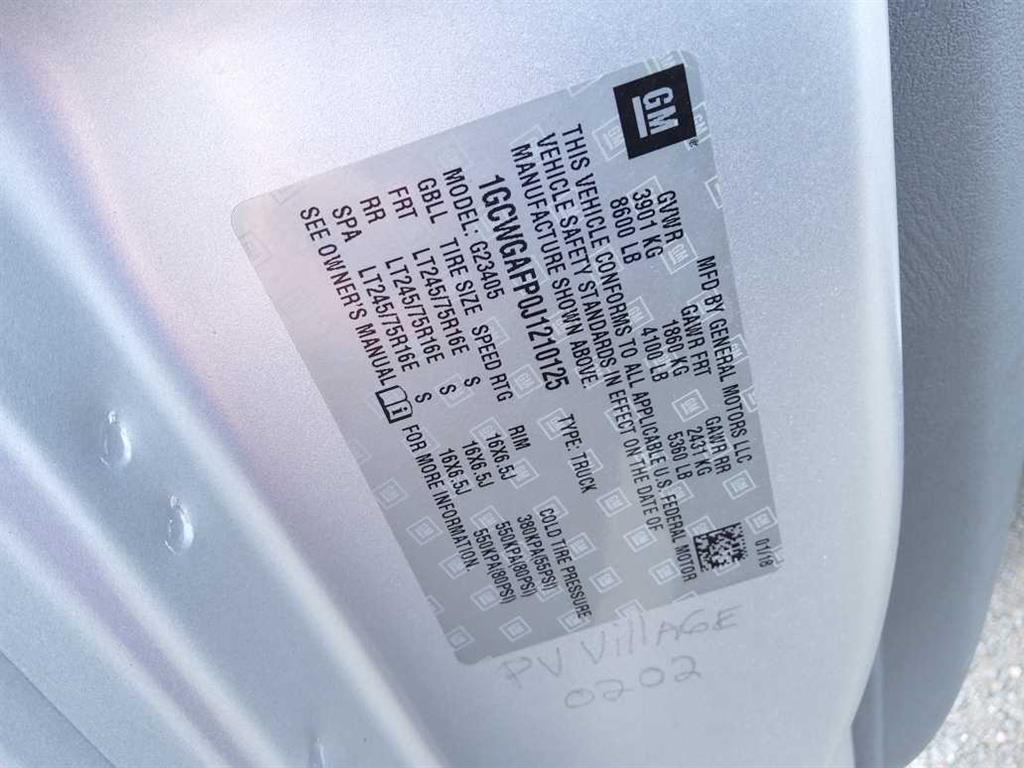 GM
MFD BY GENERAL MOTORS LLC 01/18
GVWR GAWR FRT GAWR RR
3901 KG 1860 KG 2431 KG
8600 LB 4100 LB 5360 LB
THIS VEHICLE CONFORMS TO ALL APPLICABLE U.S. FEDERAL MOTOR
VEHICLE SAFETY STANDARDS IN EFFECT ON THE DATE OF
MANUFACTURE SHOWN ABOVE.
1GCWGAFP0J1210125 TYPE: TRUCK
MODEL: G23405
GBLL TIRE SIZE SPEED RTG RIM COLD TIRE PRESSURE
FRT LT245/75R16E S 16X6.5J 380KPA(55PSI)
RR LT245/75R16E S 16X6.5J 550KPA(80PSI)
SPA LT245/75R16E S 16X6.5J 550KPA(80PSI)
SEE OWNER'S MANUAL FOR MORE INFORMATION.
PV VillAGE
0202